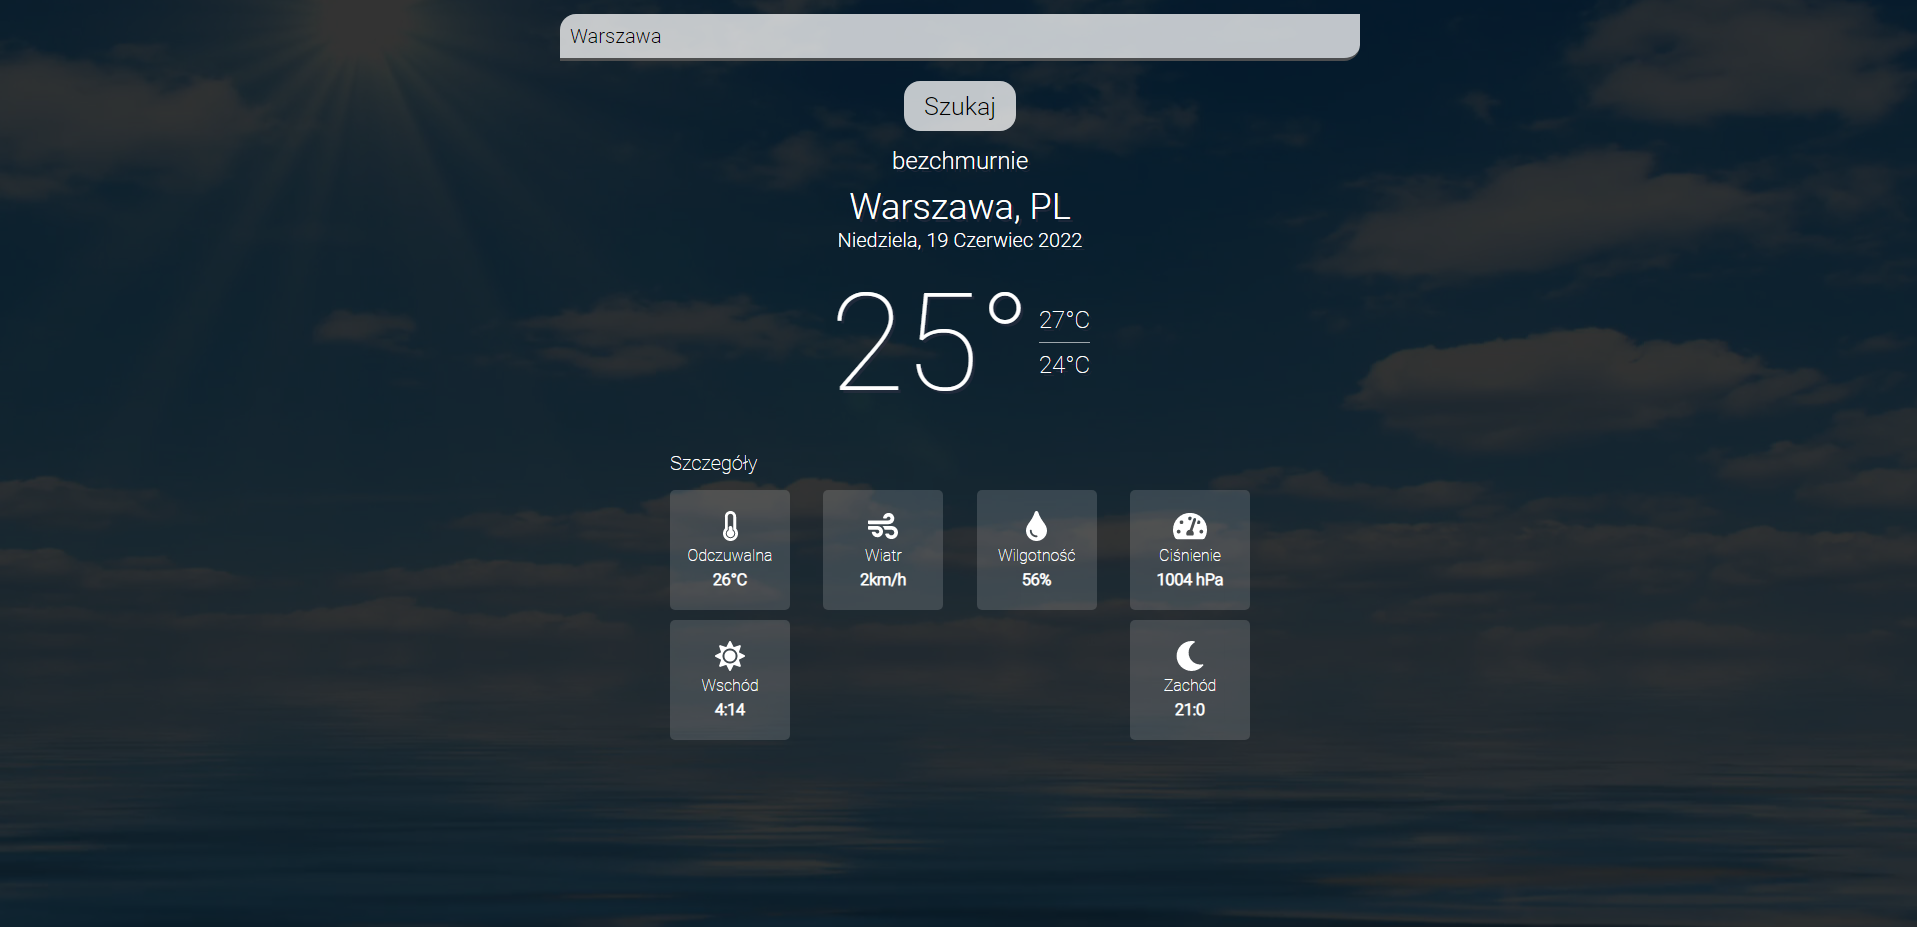 Warszawa
Szukaj
bezchmurnie
Warszawa, PL
Niedziela, 19 Czerwiec 2022
25°
27°C
24°C
Szczegóły
Odczuwalna
26°C
Wiatr
2km/h
Wilgotność
56%
Ciśnienie
1004 hPa
Wschód
4:14
Zachód
21:0